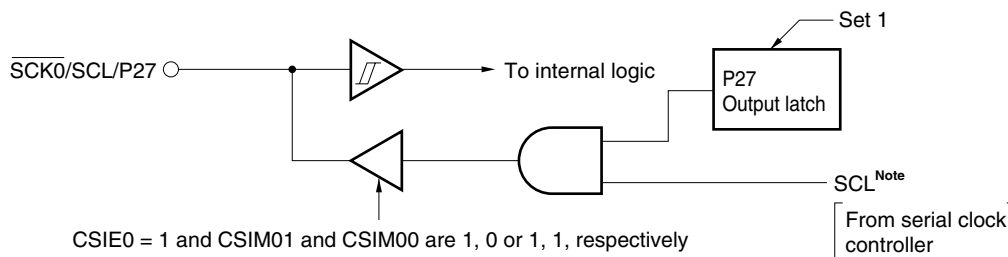 Set 1
S̅C̅K̅0̅/SCL/P27
To internal logic
P27
Output latch
SCL^Note
From serial clock
controller
CSIE0 = 1 and CSIM01 and CSIM00 are 1, 0 or 1, 1, respectively